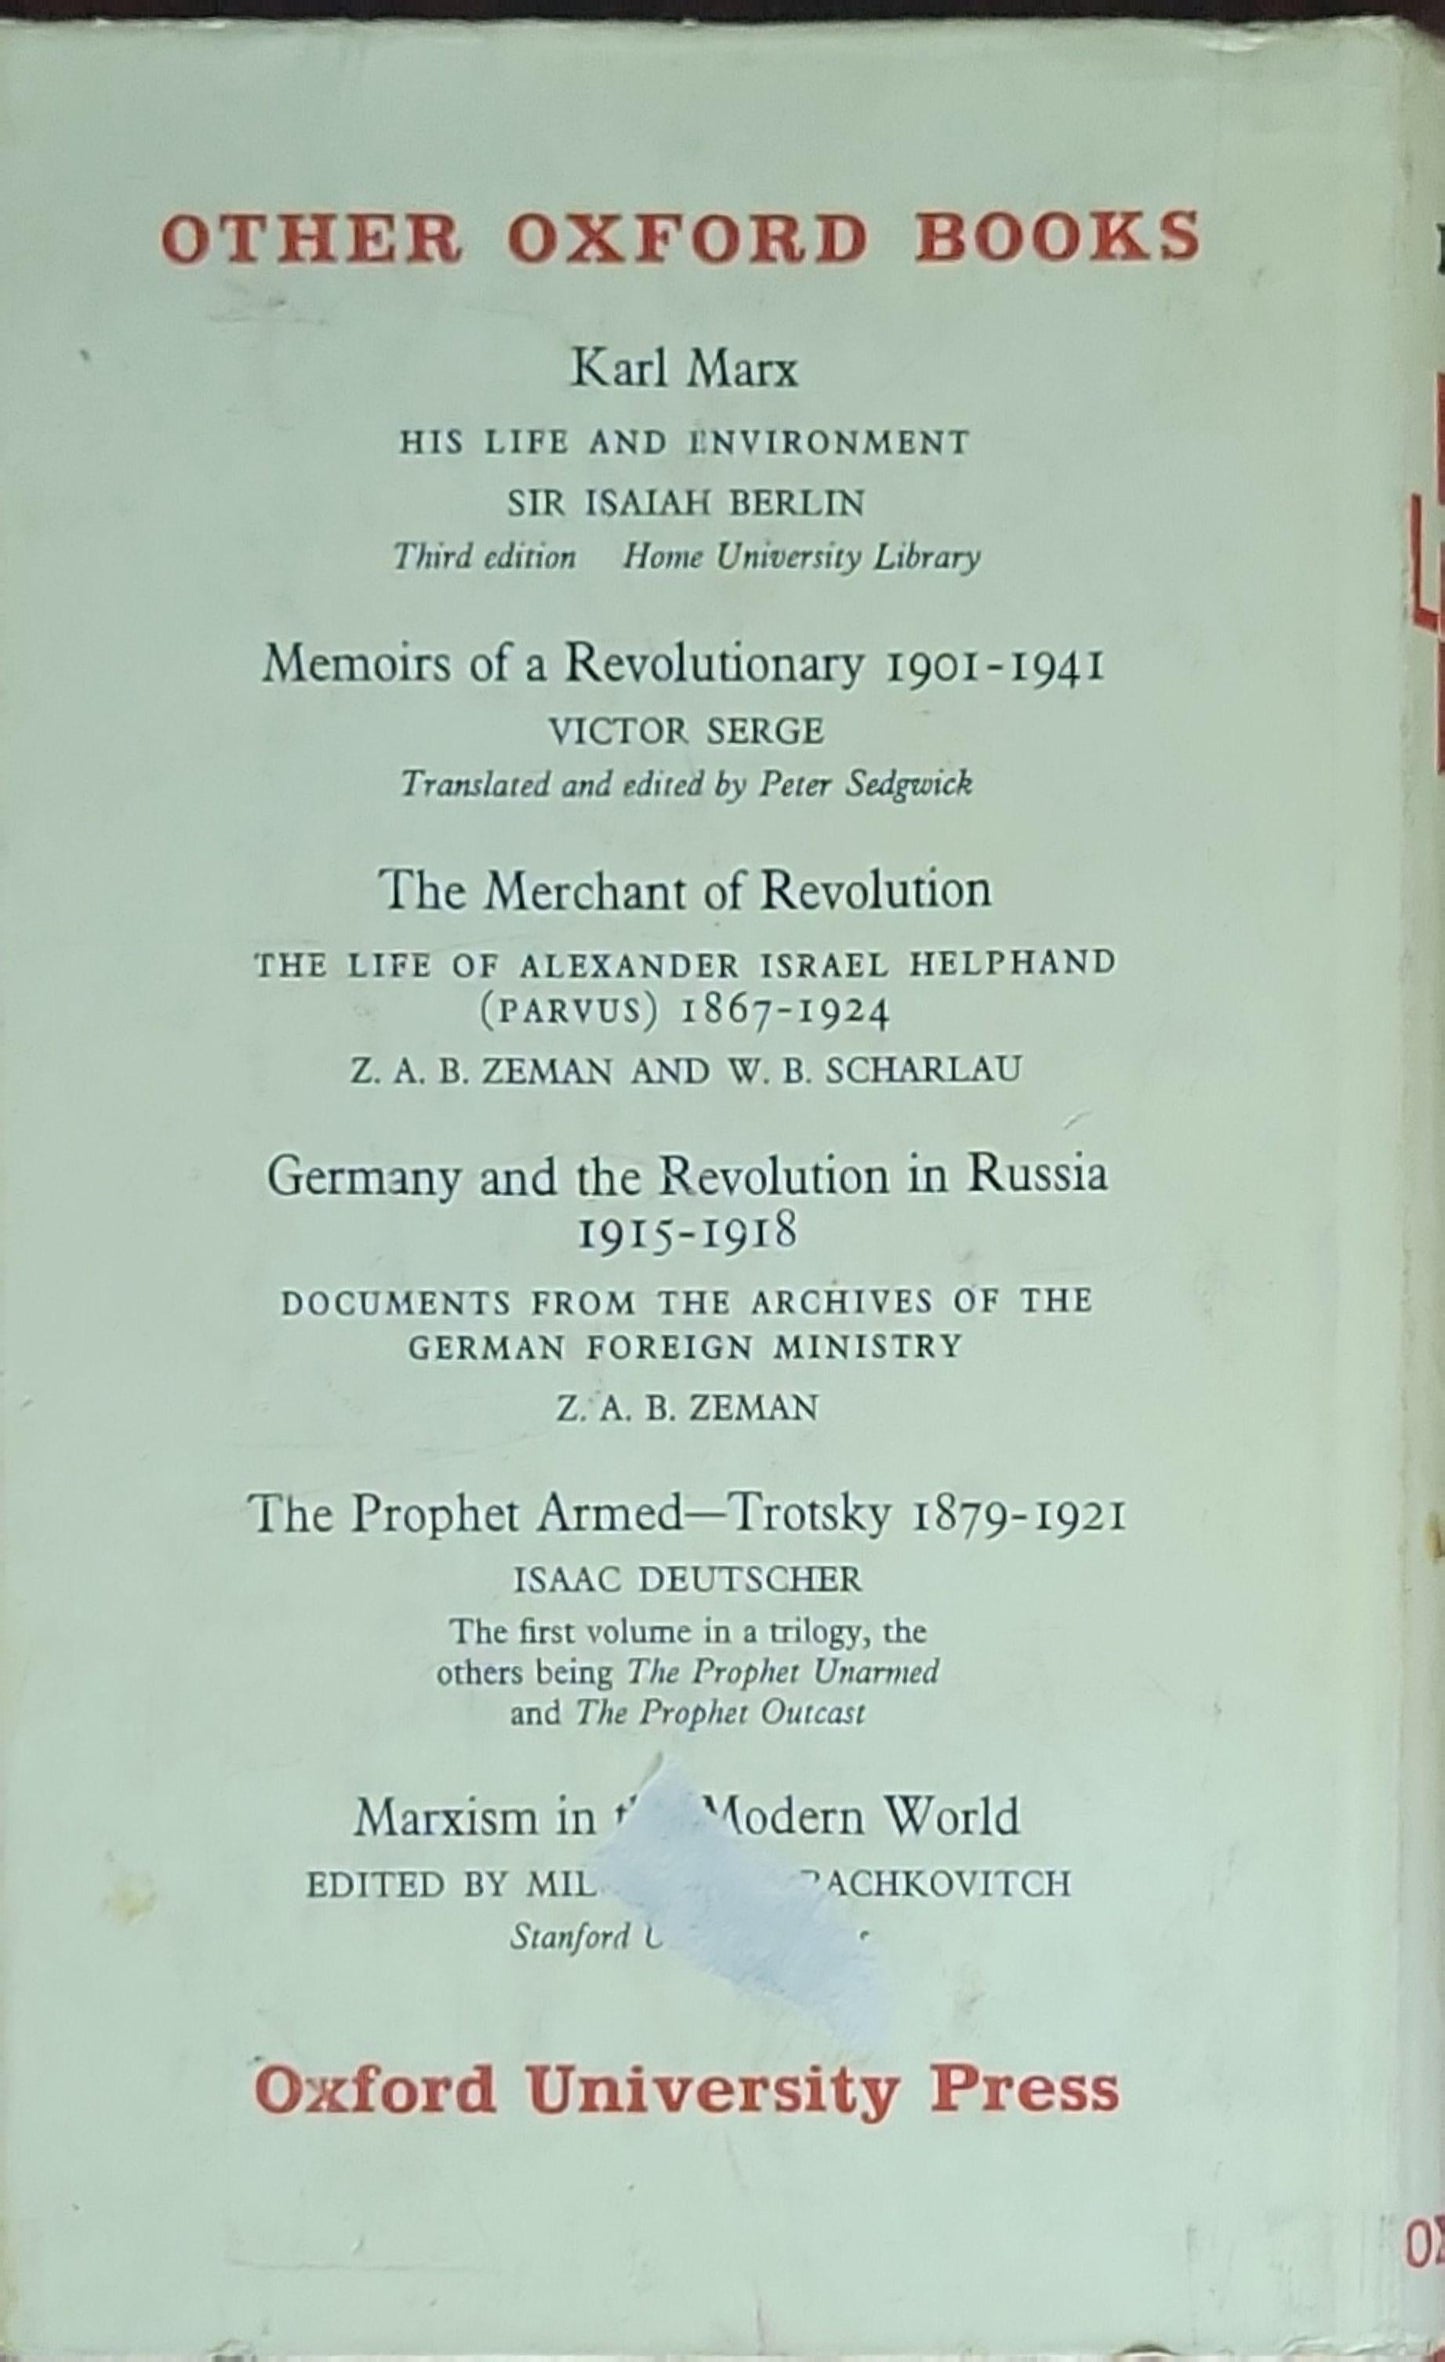 OTHER OXFORD BOOKS
Karl Marx
HIS LIFE AND ENVIRONMENT
SIR ISAIAH BERLIN
Third edition Home University Library
Memoirs of a Revolutionary 1901-1941
VICTOR SERGE
Translated and edited by Peter Sedgwick
The Merchant of Revolution
THE LIFE OF ALEXANDER ISRAEL HELPHAND
(PARVUS) 1867-1924
Z. A. B. ZEMAN AND W. B. SCHARLAU
Germany and the Revolution in Russia
1915-1918
DOCUMENTS FROM THE ARCHIVES OF THE
GERMAN FOREIGN MINISTRY
Z. A. B. ZEMAN
The Prophet Armed—Trotsky 1879-1921
ISAAC DEUTSCHER
The first volume in a trilogy, the
others being The Prophet Unarmed
and The Prophet Outcast
Marxism in Modern World
EDITED BY
Stanford
Oxford University Press